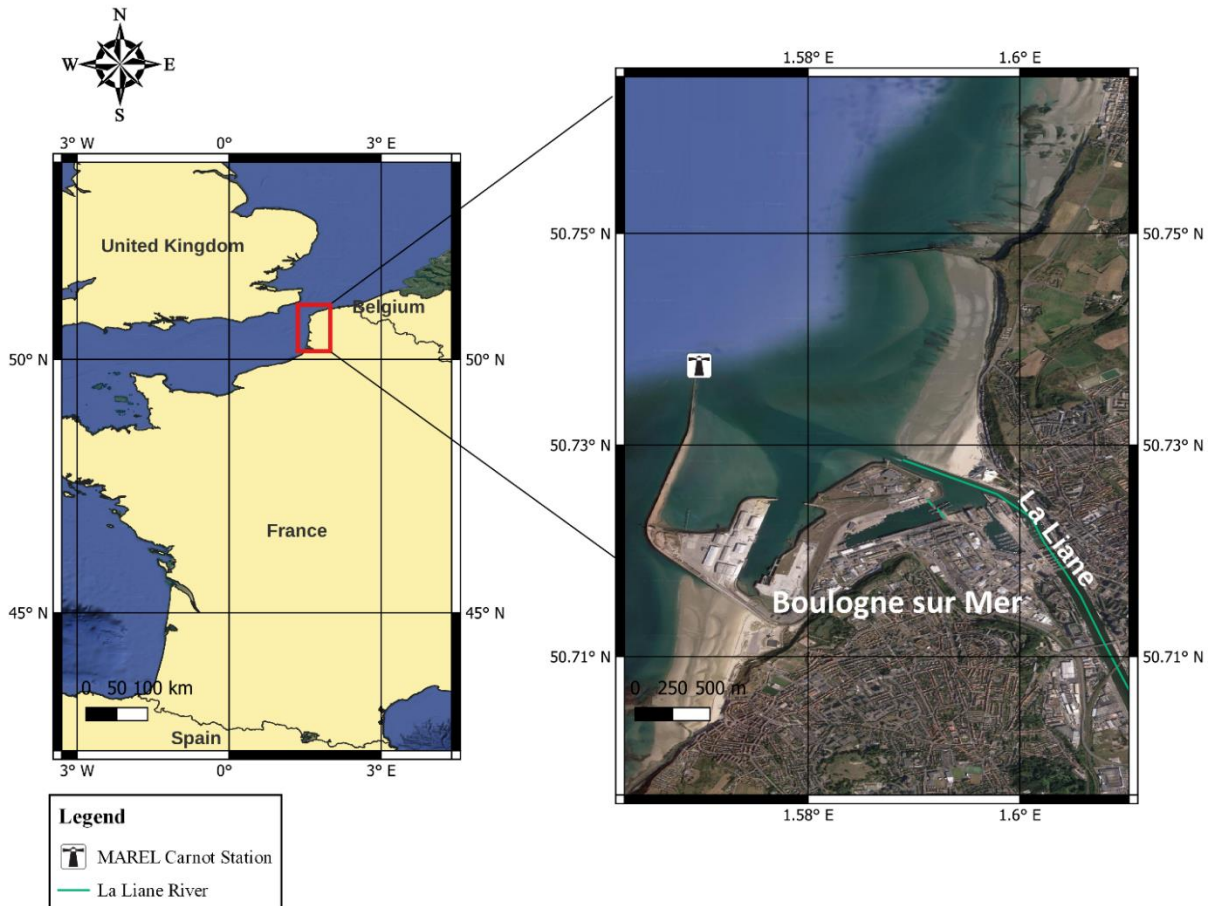 N
W E
S
3° W 0° 3° E
United Kingdom
Belgium
50° N 50° N
France
45° N 45° N
0 50 100 km
Spain
3° W 0° 3° E
1.58° E 1.6° E
50.75° N 50.75° N
50.73° N 50.73° N
La Liane
Boulogne sur Mer
50.71° N 50.71° N
0 250 500 m
1.58° E 1.6° E
Legend
MAREL Carnot Station
La Liane River